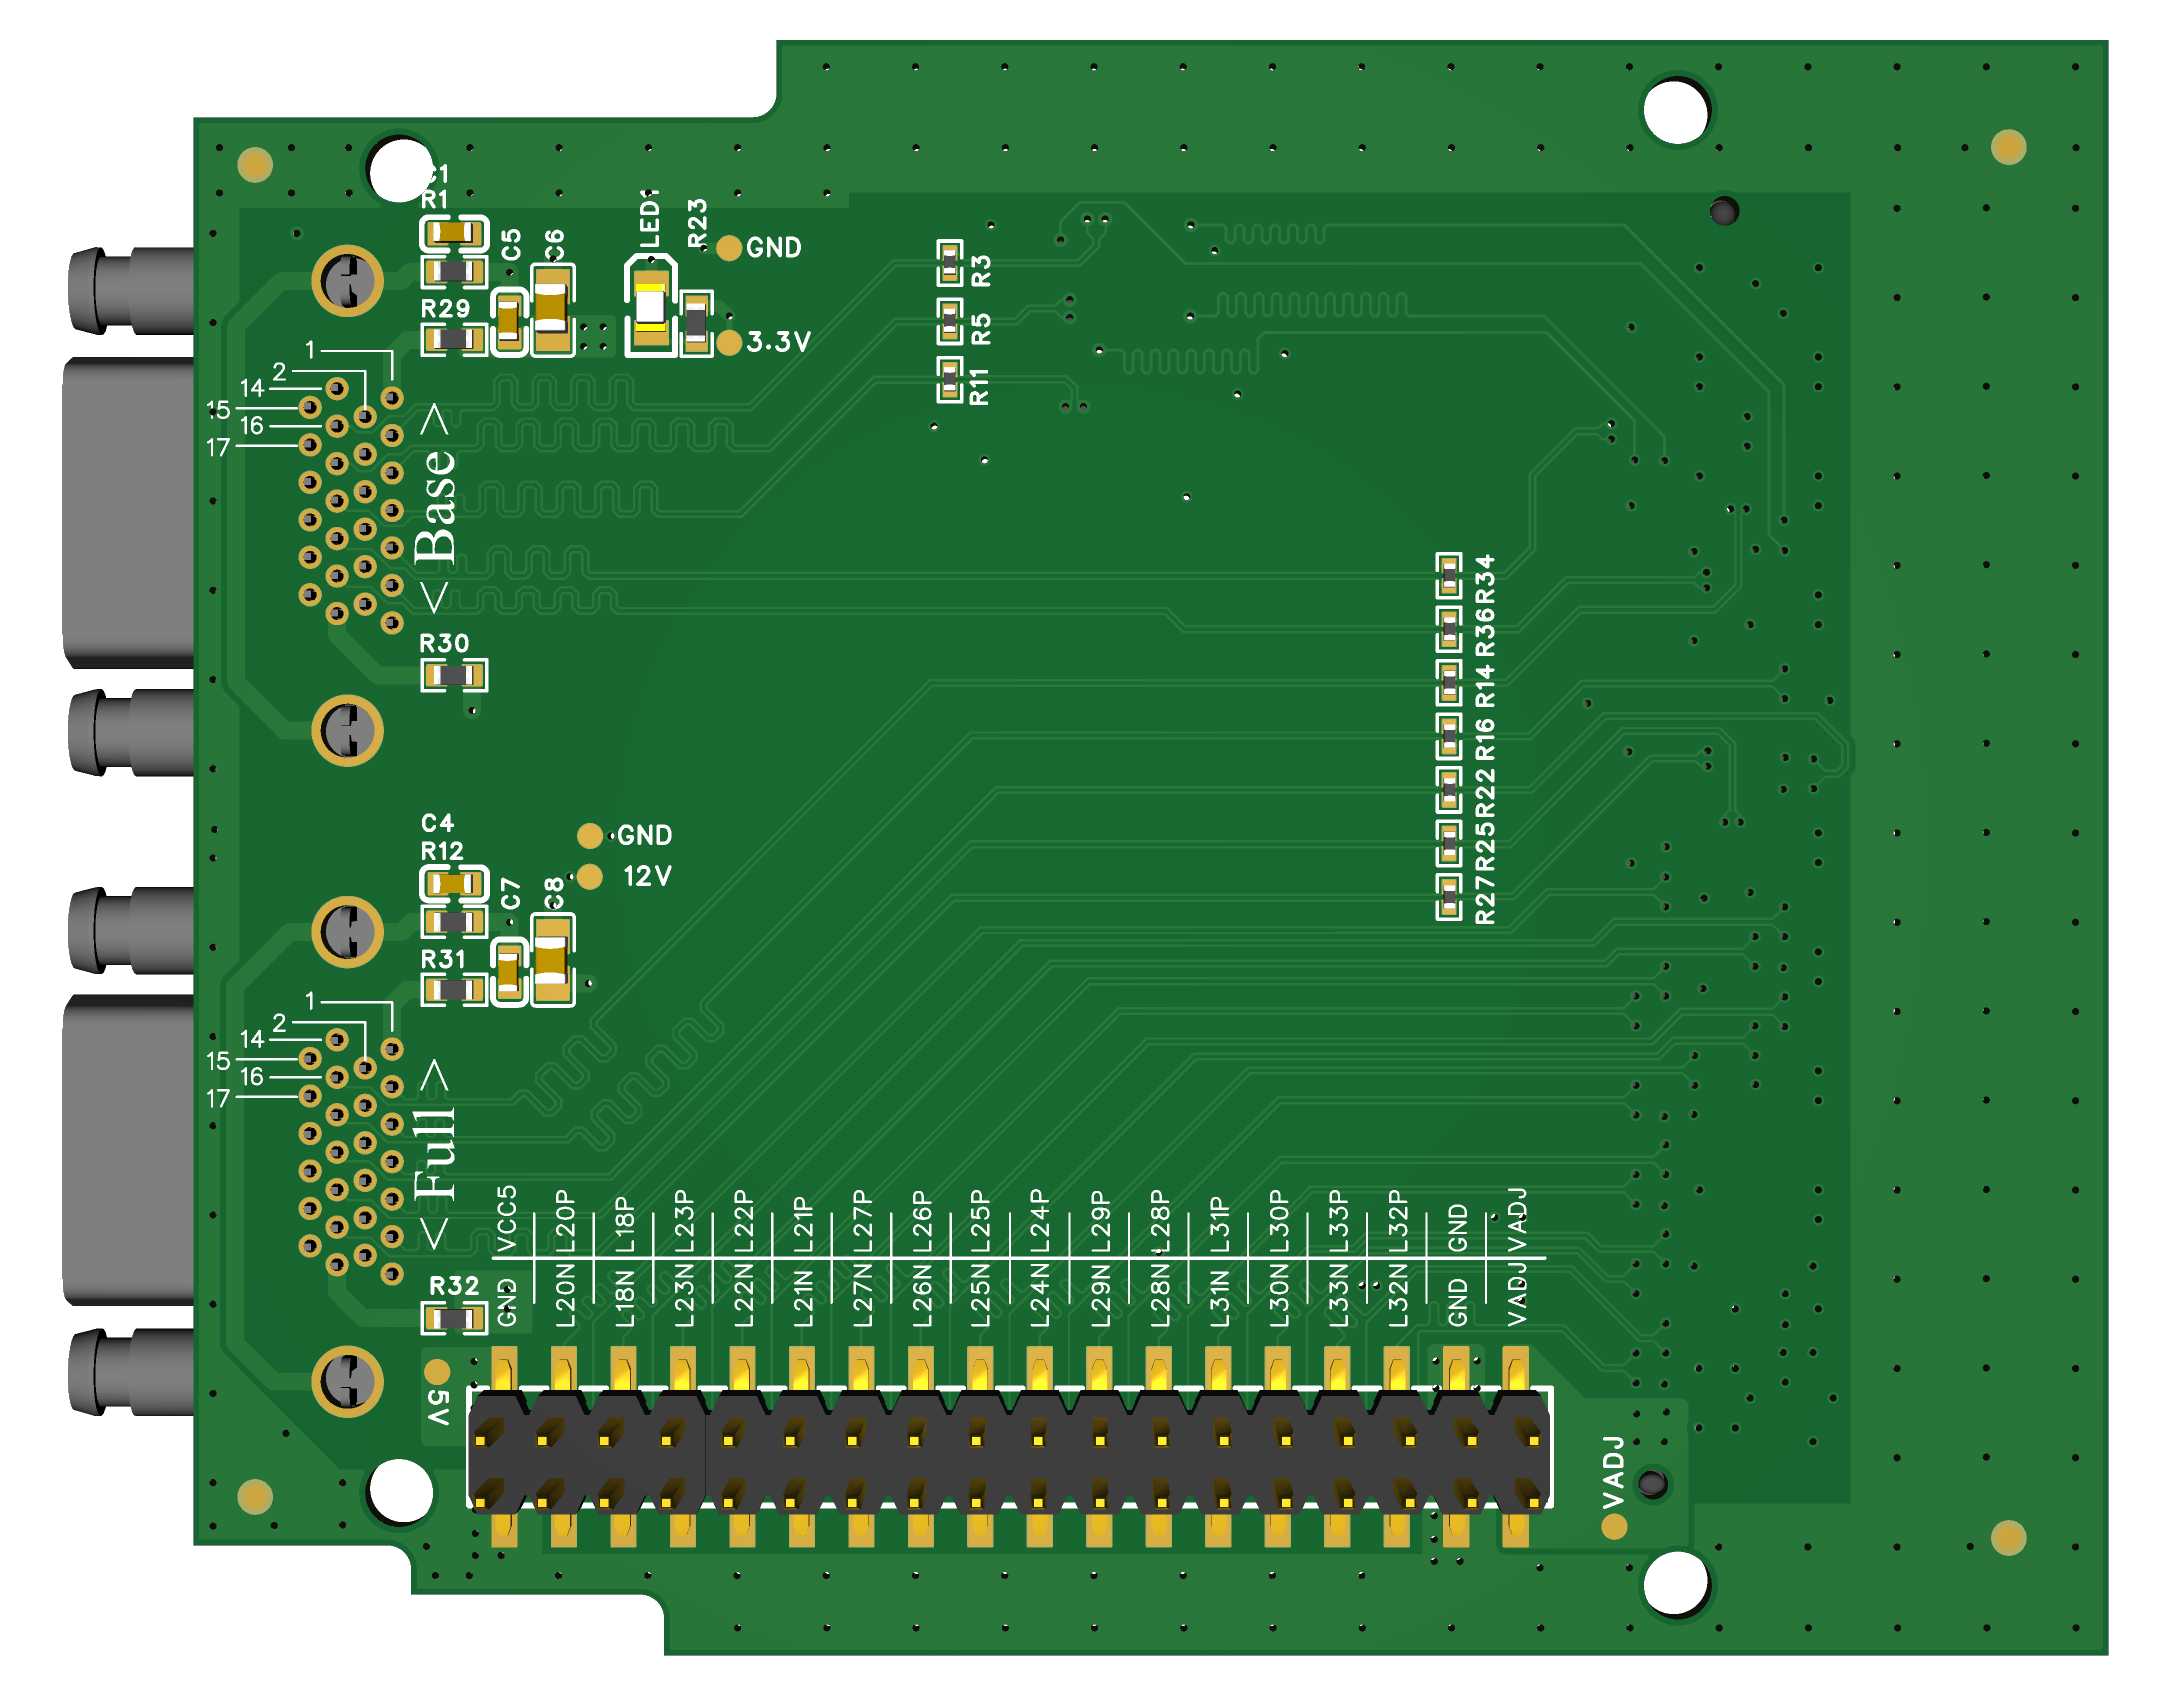 C1
R1
C5
C6
LED1
R23
GND
R29
3.3V
R3
R5
R11
1
2
14
15
16
17
< Base >
R30
R34
R36
R14
R16
R22
R25
R27
GND
12V
C4
R12
C7
C8
R31
1
2
14
15
16
17
< Full >
R32
VCC5 L20P L18P L23P L22P L21P L27P L26P L25P L24P L29P L28P L31P L30P L33P L32P GND VADJ
GND L20N L18N L23N L22N L21N L27N L26N L25N L24N L29N L28N L31N L30N L33N L32N GND VADJ
5V
VADJ